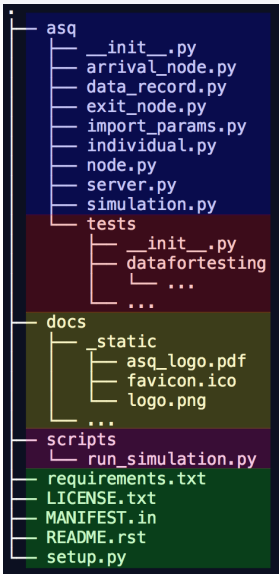 .
├── asq
│   ├── __init__.py
│   ├── arrival_node.py
│   ├── data_record.py
│   ├── exit_node.py
│   ├── import_params.py
│   ├── individual.py
│   ├── node.py
│   ├── server.py
│   ├── simulation.py
│   └── tests
│       ├── __init__.py
│       ├── datafortesting
│       │   └── ...
│       └── ...
├── docs
│   ├── _static
│   │   ├── asq_logo.pdf
│   │   ├── favicon.ico
│   │   └── logo.png
│   └── ...
├── scripts
│   └── run_simulation.py
├── requirements.txt
├── LICENSE.txt
├── MANIFEST.in
├── README.rst
└── setup.py